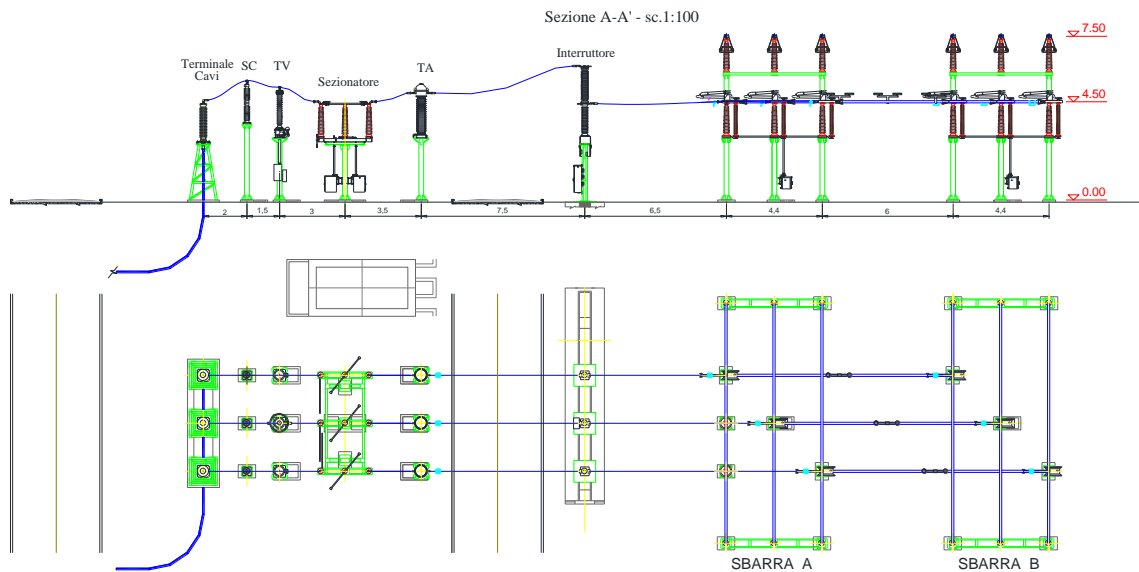 Sezione A-A' - sc.1:100
7.50
Interruttore
Terminale
Cavi
SC
TV
Sezionatore
TA
4.50
0.00
2
1,5
3
3,5
7,5
6,5
4,4
6
4,4
SBARRA A
SBARRA B